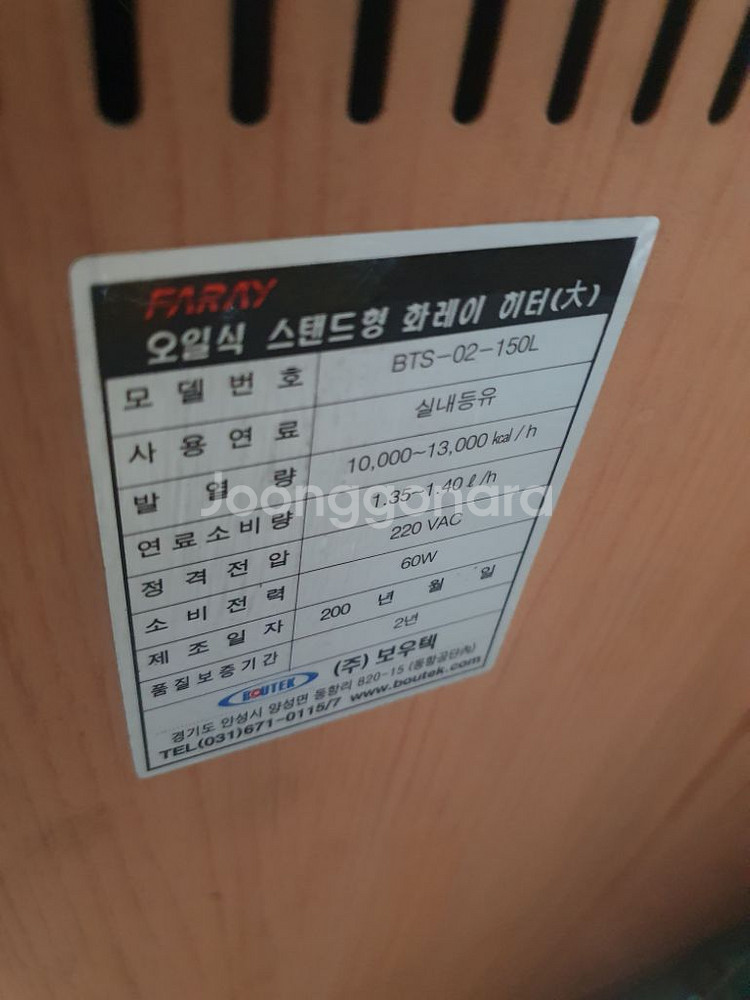 FARAY
오일식 스탠드형 화레이 히터(大)
모델번호 BTS-02-150L
사용연료 실내등유
발열량 10,000~13,000 kcal/h
연료소비량 1.35~1.40 ℓ/h
정격전압 220 VAC
소비전력 60W
제조일자 200 년 월 일
품질보증기간 2년
BOUTEK (주) 보우텍
경기도 안성시 양성면 동항리 820-15 (동항공단內)
TEL(031)671-0115/7 www.boutek.com
Joonggonara